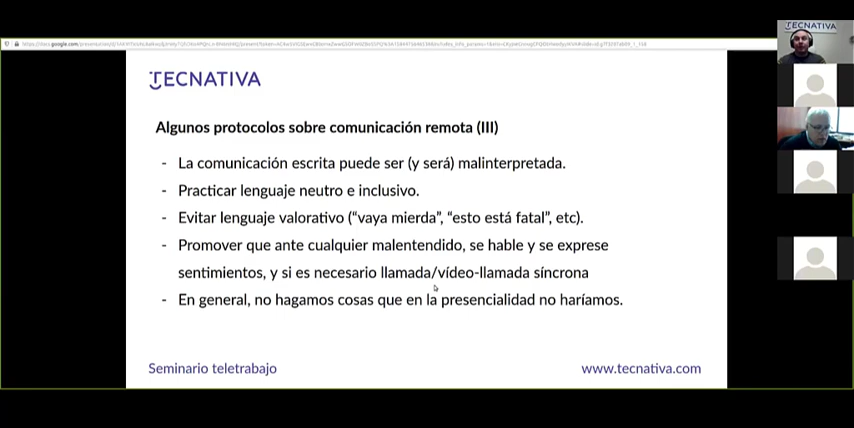 TECNATIVA
TECNATIVA
Algunos protocolos sobre comunicación remota (III)
- La comunicación escrita puede ser (y será) malinterpretada.
- Practicar lenguaje neutro e inclusivo.
- Evitar lenguaje valorativo (“vaya mierda”, “esto está fatal”, etc).
- Promover que ante cualquier malentendido, se hable y se exprese
sentimientos, y si es necesario llamada/vídeo-llamada síncrona
- En general, no hagamos cosas que en la presencialidad no haríamos.
Seminario teletrabajo
www.tecnativa.com